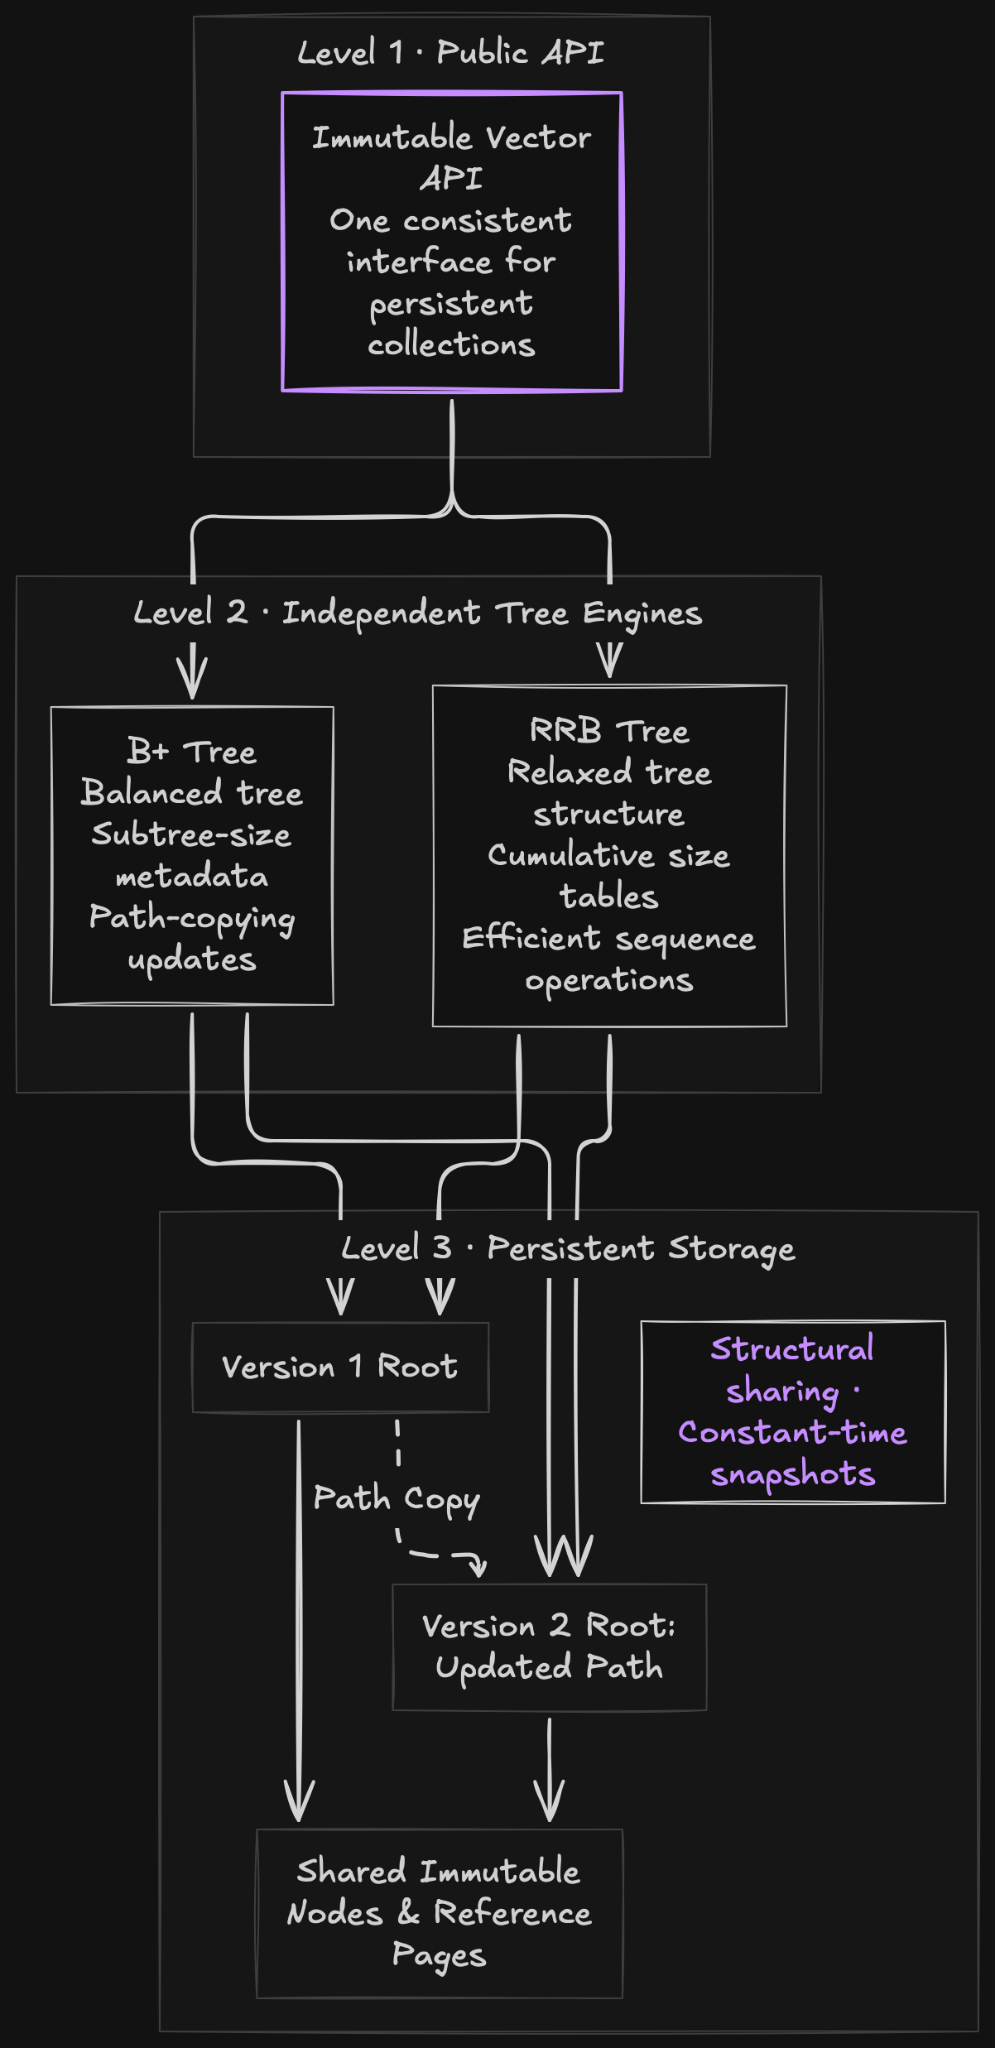 Level 1 · Public API
Immutable Vector
API
One consistent
interface for
persistent
collections
Level 2 · Independent Tree Engines
B+ Tree
Balanced tree
Subtree-size
metadata
Path-copying
updates
RRB Tree
Relaxed tree
structure
Cumulative size
tables
Efficient sequence
operations
Level 3 · Persistent Storage
Version 1 Root
Structural
sharing ·
Constant-time
snapshots
Path Copy
Version 2 Root:
Updated Path
Shared Immutable
Nodes & Reference
Pages